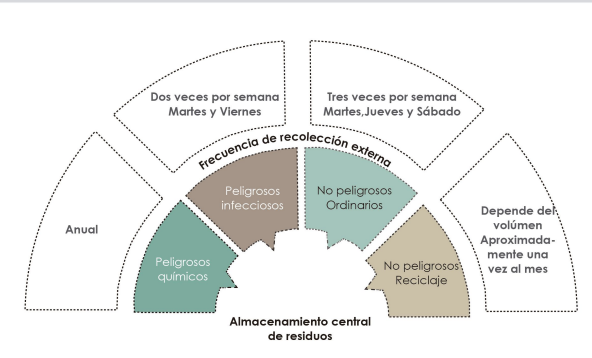 Dos veces por semana
Martes y Viernes
Tres veces por semana
Martes,Jueves y Sábado
Frecuencia de recolección externa
Anual
Peligrosos
infecciosos
No peligrosos
Ordinarios
Depende del
volúmen
Aproximada-
mente una
vez al mes
Peligrosos
químicos
No peligrosos
Reciclaje
Almacenamiento central
de residuos